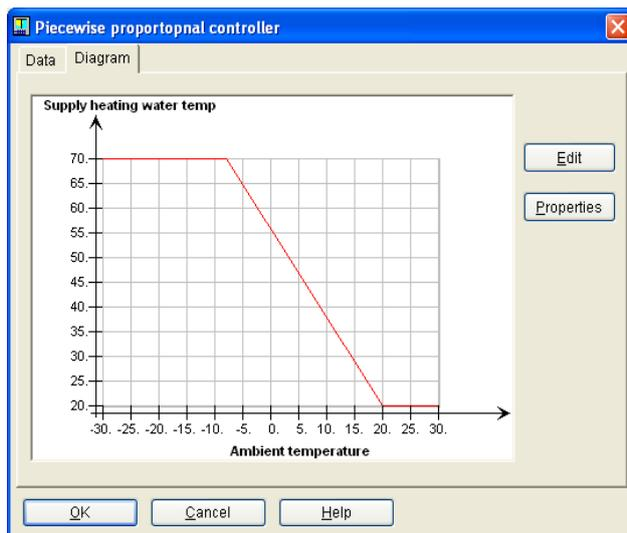 Piecewise proportopnal controller
Data Diagram
Supply heating water temp
70.
65.
60.
55.
50.
45.
40.
35.
30.
25.
20.
-30. -25. -20. -15. -10. -5. 0. 5. 10. 15. 20. 25. 30.
Ambient temperature
Edit
Properties
OK Cancel Help